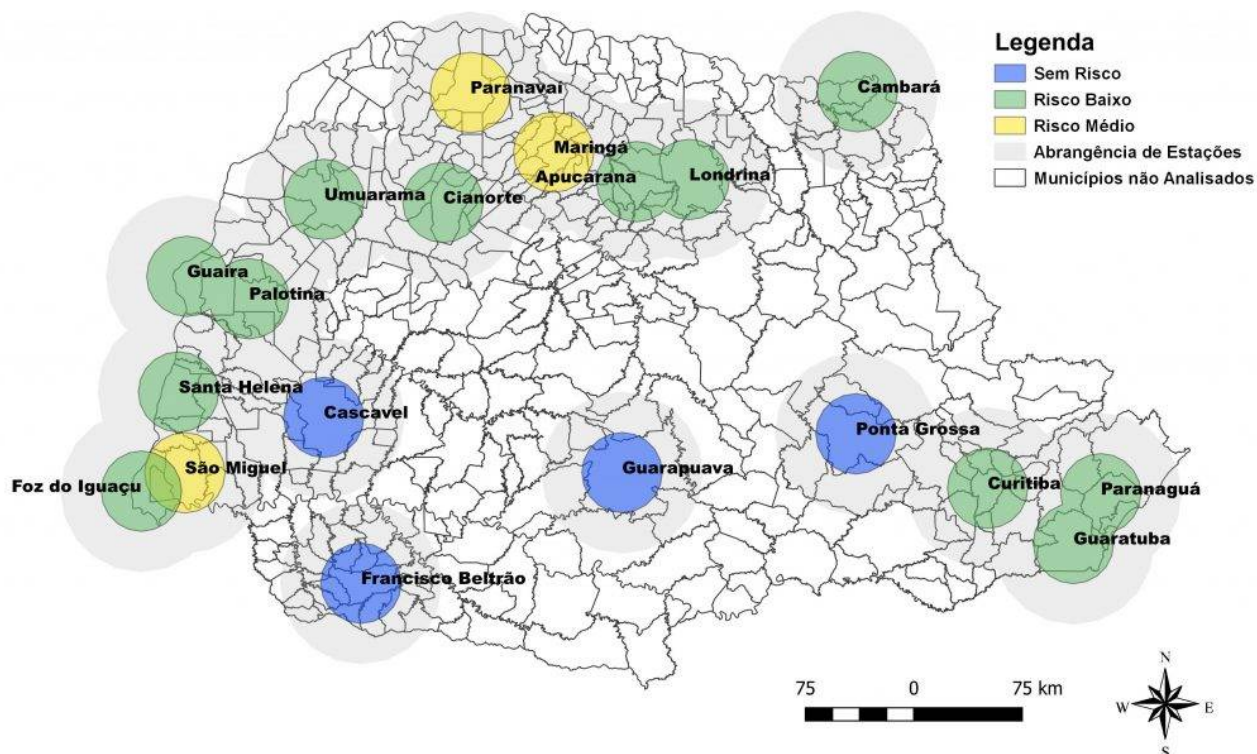 Legenda
Sem Risco
Risco Baixo
Risco Médio
Abrangência de Estações
Municípios não Analisados
Paranavaí
Cambará
Maringá
Apucarana
Londrina
Umuarama
Cianorte
Guaíra
Palotina
Santa Helena
Cascavel
Ponta Grossa
São Miguel
Guarapuava
Foz do Iguaçu
Curitiba
Paranaguá
Guaratuba
Francisco Beltrão
75 0 75 km
N
W E
S